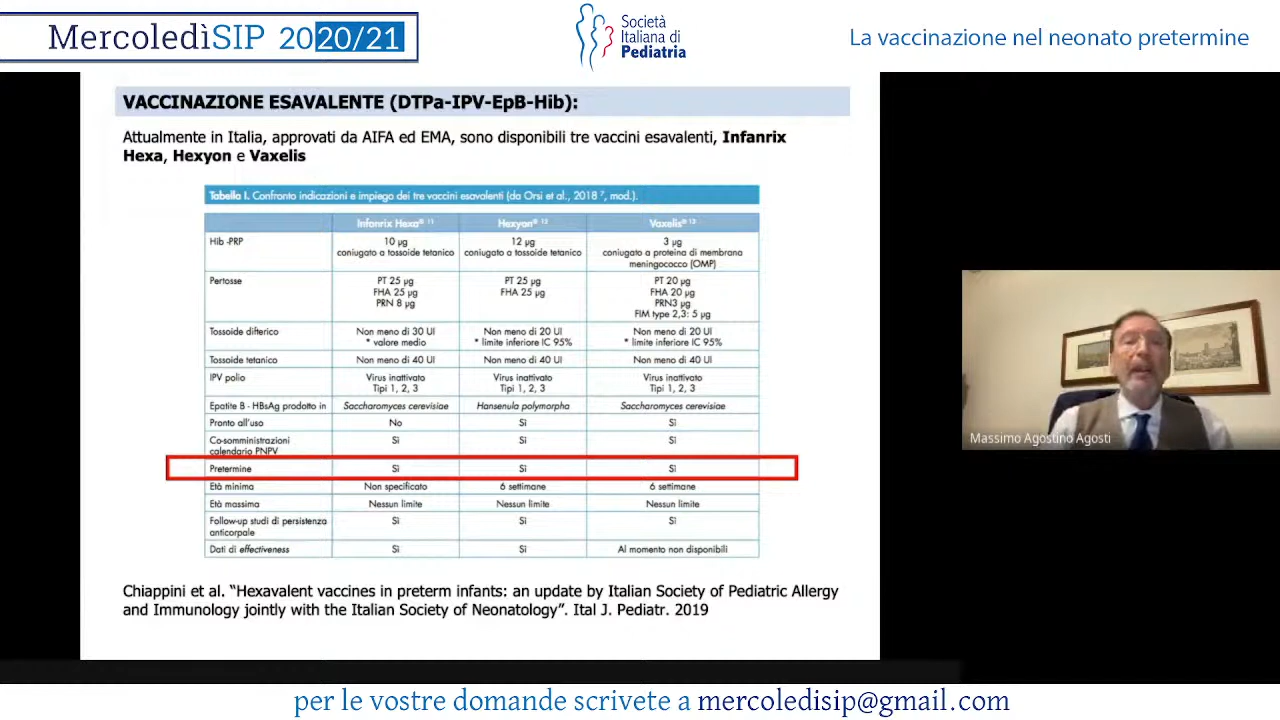 MercoledìSIP 2020/21
Società
Italiana di
Pediatria
La vaccinazione nel neonato pretermine
VACCINAZIONE ESAVALENTE (DTPa-IPV-EpB-Hib):
Attualmente in Italia, approvati da AIFA ed EMA, sono disponibili tre vaccini esavalenti, Infanrix
Hexa, Hexyon e Vaxelis
Tabella I. Confronto indicazioni e impiego dei tre vaccini esavalenti (da Orsi et al., 2018 7, mod.).
Infanrix Hexa® 11 Hexyon® 12 Vaxelis® 13
Hib -PRP 10 µg 12 µg 3 µg
coniugato a tossoide tetanico coniugato a tossoide tetanico coniugato a proteina di membrana
meningococco (OMP)
Pertosse PT 25 µg PT 25 µg PT 20 µg
FHA 25 µg FHA 25 µg FHA 20 µg
PRN 8 µg PRN3 µg
FIM type 2,3: 5 µg
Tossoide difterico Non meno di 30 UI Non meno di 20 UI Non meno di 20 UI
* valore medio * limite inferiore IC 95% * limite inferiore IC 95%
Tossoide tetanico Non meno di 40 UI Non meno di 40 UI Non meno di 40 UI
IPV polio Virus inattivato Virus inattivato Virus inattivato
Tipi 1, 2, 3 Tipi 1, 2, 3 Tipi 1, 2, 3
Epatite B - HBsAg prodotto in Saccharomyces cerevisiae Hansenula polymorpha Saccharomyces cerevisiae
Pronto all'uso No Sì Sì
Co-somministrazioni Sì Sì Sì
calendario PNPV
Pretermine Sì Sì Sì
Età minima Non specificato 6 settimane 6 settimane
Età massima Nessun limite Nessun limite Nessun limite
Follow-up studi di persistenza Sì Sì Sì
anticorpale
Dati di effectiveness Sì Sì Al momento non disponibili
Chiappini et al. “Hexavalent vaccines in preterm infants: an update by Italian Society of Pediatric Allergy
and Immunology jointly with the Italian Society of Neonatology”. Ital J. Pediatr. 2019
Massimo Agostino Agosti
per le vostre domande scrivete a mercoledisip@gmail.com